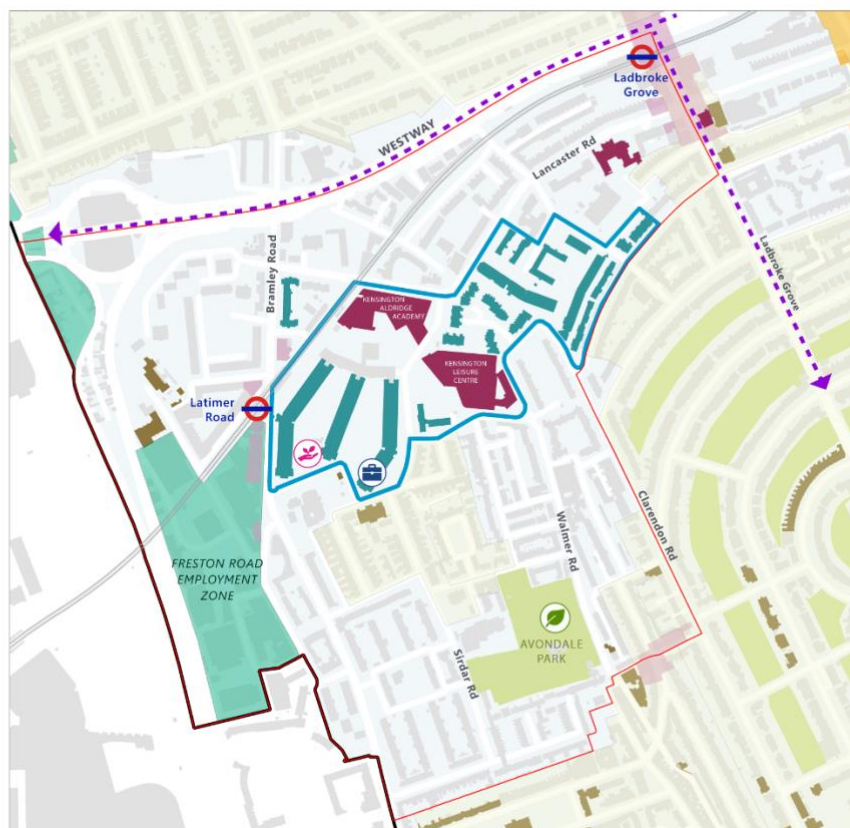 Ladbroke
Grove
WESTWAY
Lancaster Rd
Bramley Road
Ladbroke Grove
KENSINGTON
ALDRIDGE
ACADEMY
KENSINGTON
LEISURE
CENTRE
Latimer
Road
Clarendon Rd
Walmer Rd
FRESTON ROAD
EMPLOYMENT
ZONE
AVONDALE
PARK
Sirdar Rd